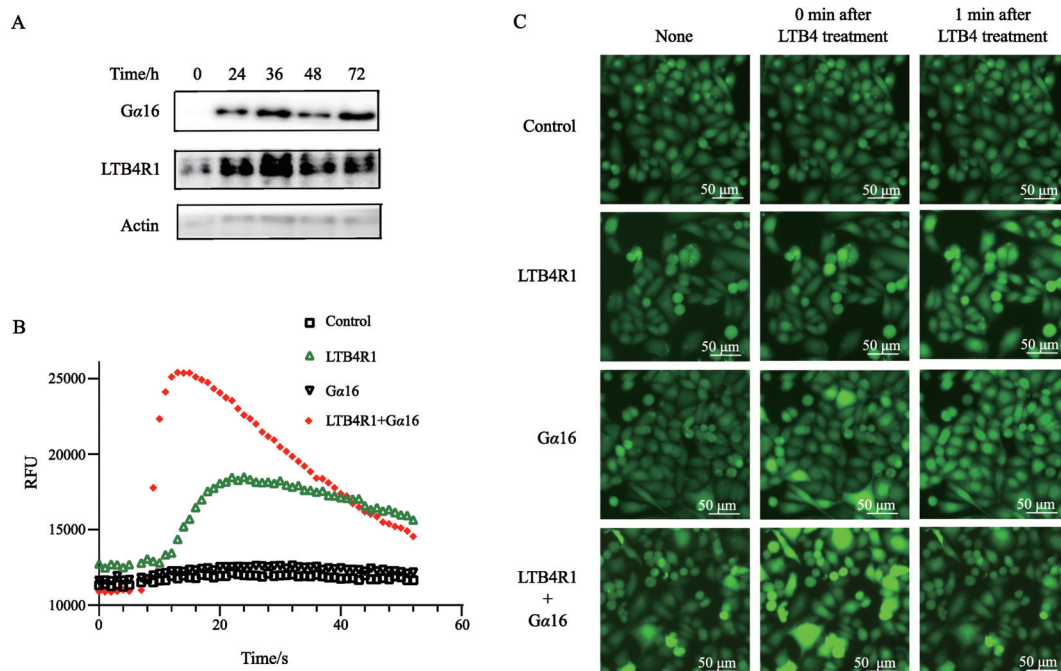 A
Time/h 0 24 36 48 72
Gα16
LTB4R1
Actin
B
Control
LTB4R1
Gα16
LTB4R1+Gα16
RFU
25000
20000
15000
10000
0 20 40 60
Time/s
C
None
0 min after
LTB4 treatment
1 min after
LTB4 treatment
Control
50 μm
50 μm
50 μm
LTB4R1
50 μm
50 μm
50 μm
Gα16
50 μm
50 μm
50 μm
LTB4R1
+
Gα16
50 μm
50 μm
50 μm